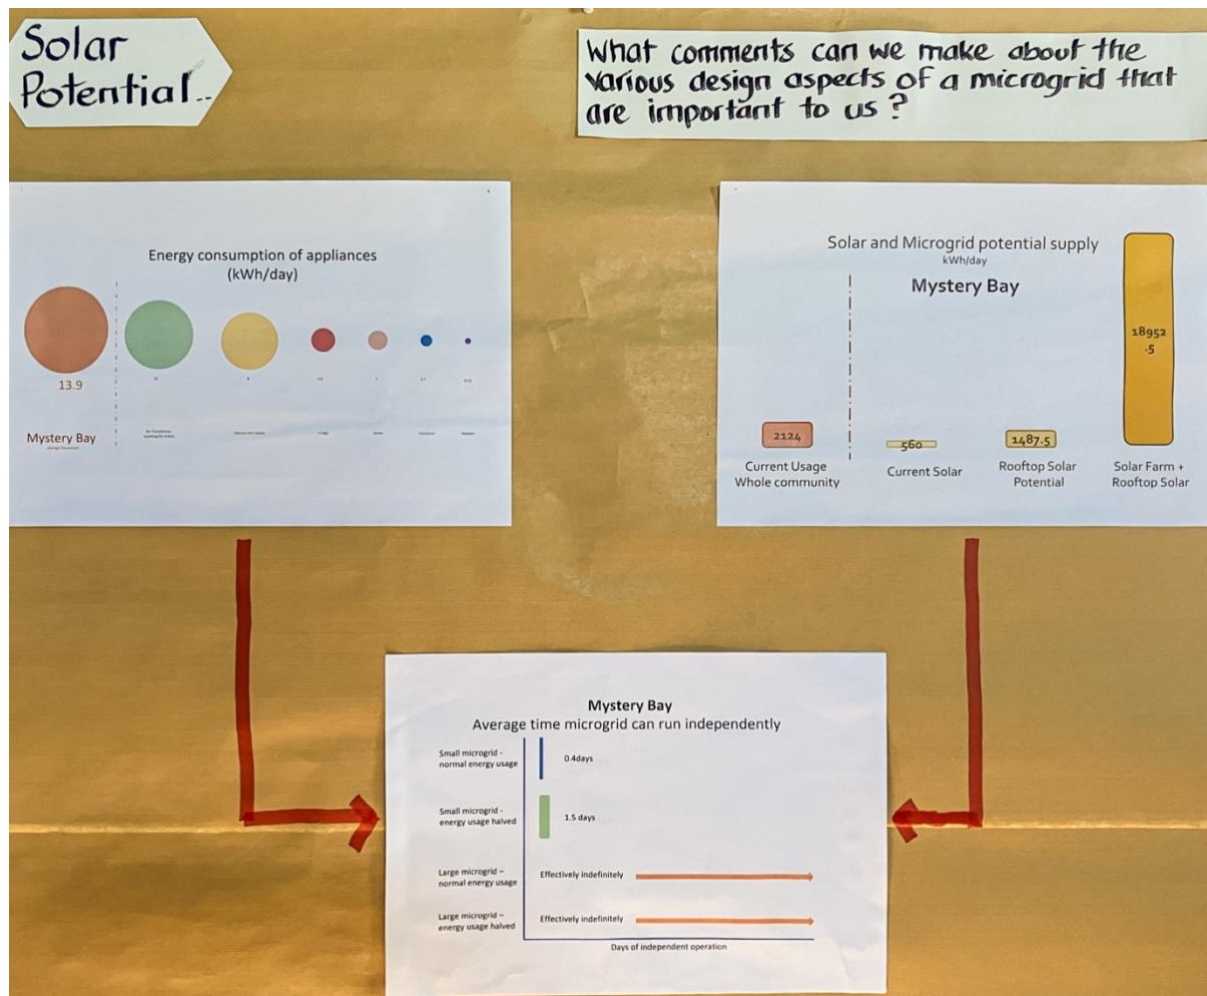 Solar
Potential..
What comments can we make about the
various design aspects of a microgrid that
are important to us?
Energy consumption of appliances
(kWh/day)
13.9
Mystery Bay
Solar and Microgrid potential supply
kWh/day
Mystery Bay
18952
.5
2124
560
1487.5
Current Usage
Whole community
Current Solar
Rooftop Solar
Potential
Solar Farm +
Rooftop Solar
Mystery Bay
Average time microgrid can run independently
Small microgrid -
normal energy usage
0.4days
Small microgrid -
energy usage halved
1.5 days
Large microgrid –
normal energy usage
Effectively indefinitely
Large microgrid –
energy usage halved
Effectively indefinitely
Days of independent operation